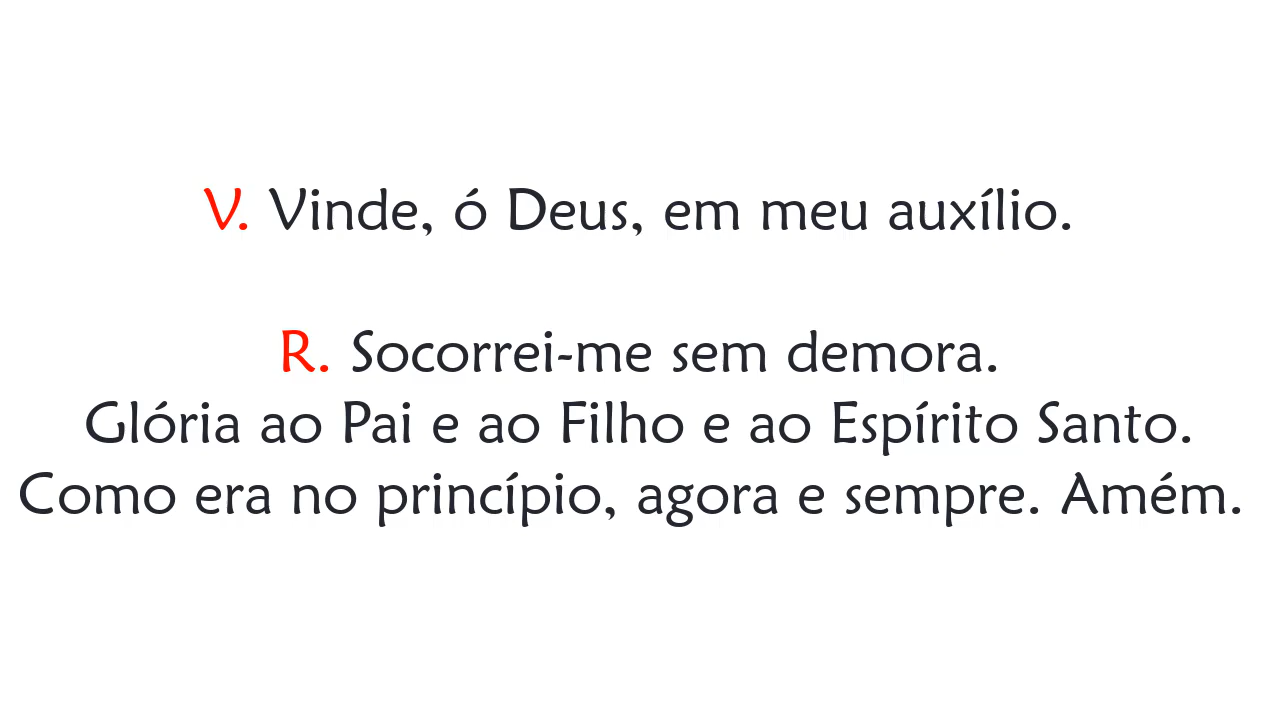 V. Vinde, ó Deus, em meu auxílio.
R. Socorrei-me sem demora.
Glória ao Pai e ao Filho e ao Espírito Santo.
Como era no princípio, agora e sempre. Amém.